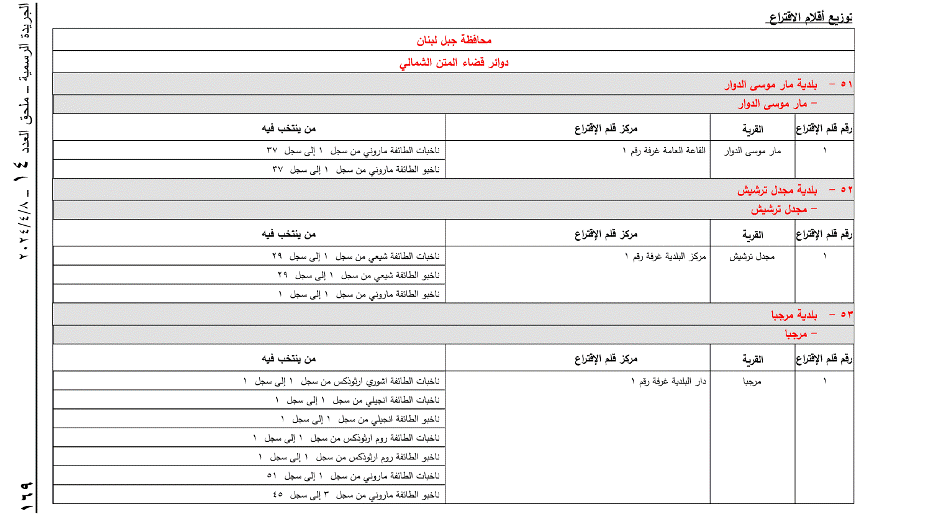 الجريدة الرسمية – ملحق العدد ١٤ – ٢٠٢٤/٤/٨
توزيع أقلام الإقتراع
محافظة جبل لبنان
دوائر قضاء المتن الشمالي
٥١ - بلدية مار موسى الدوار
- مار موسى الدوار
رقم قلم الإقتراع القرية مركز قلم الإقتراع من ينتخب فيه
١ مار موسى الدوار القاعة العامة غرفة رقم ١ ناخبات الطائفة ماروني من سجل ١ إلى سجل ٣٧
ناخبو الطائفة ماروني من سجل ١ إلى سجل ٣٧
٥٢ - بلدية مجدل ترشيش
- مجدل ترشيش
رقم قلم الإقتراع القرية مركز قلم الإقتراع من ينتخب فيه
١ مجدل ترشيش مركز البلدية غرفة رقم ١ ناخبات الطائفة شيعي من سجل ١ إلى سجل ٢٩
ناخبو الطائفة شيعي من سجل ١ إلى سجل ٢٩
ناخبو الطائفة ماروني من سجل ١ إلى سجل ١
٥٣ - بلدية مرجبا
- مرجبا
رقم قلم الإقتراع القرية مركز قلم الإقتراع من ينتخب فيه
١ مرجبا دار البلدية غرفة رقم ١ ناخبات الطائفة اشوري ارثوذكس من سجل ١ إلى سجل ١
ناخبات الطائفة انجيلي من سجل ١ إلى سجل ١
ناخبو الطائفة انجيلي من سجل ١ إلى سجل ١
ناخبات الطائفة روم ارثوذكس من سجل ١ إلى سجل ١
ناخبو الطائفة روم ارثوذكس من سجل ١ إلى سجل ١
ناخبات الطائفة ماروني من سجل ١ إلى سجل ٥١
ناخبو الطائفة ماروني من سجل ٣ إلى سجل ٤٥
١٦٩